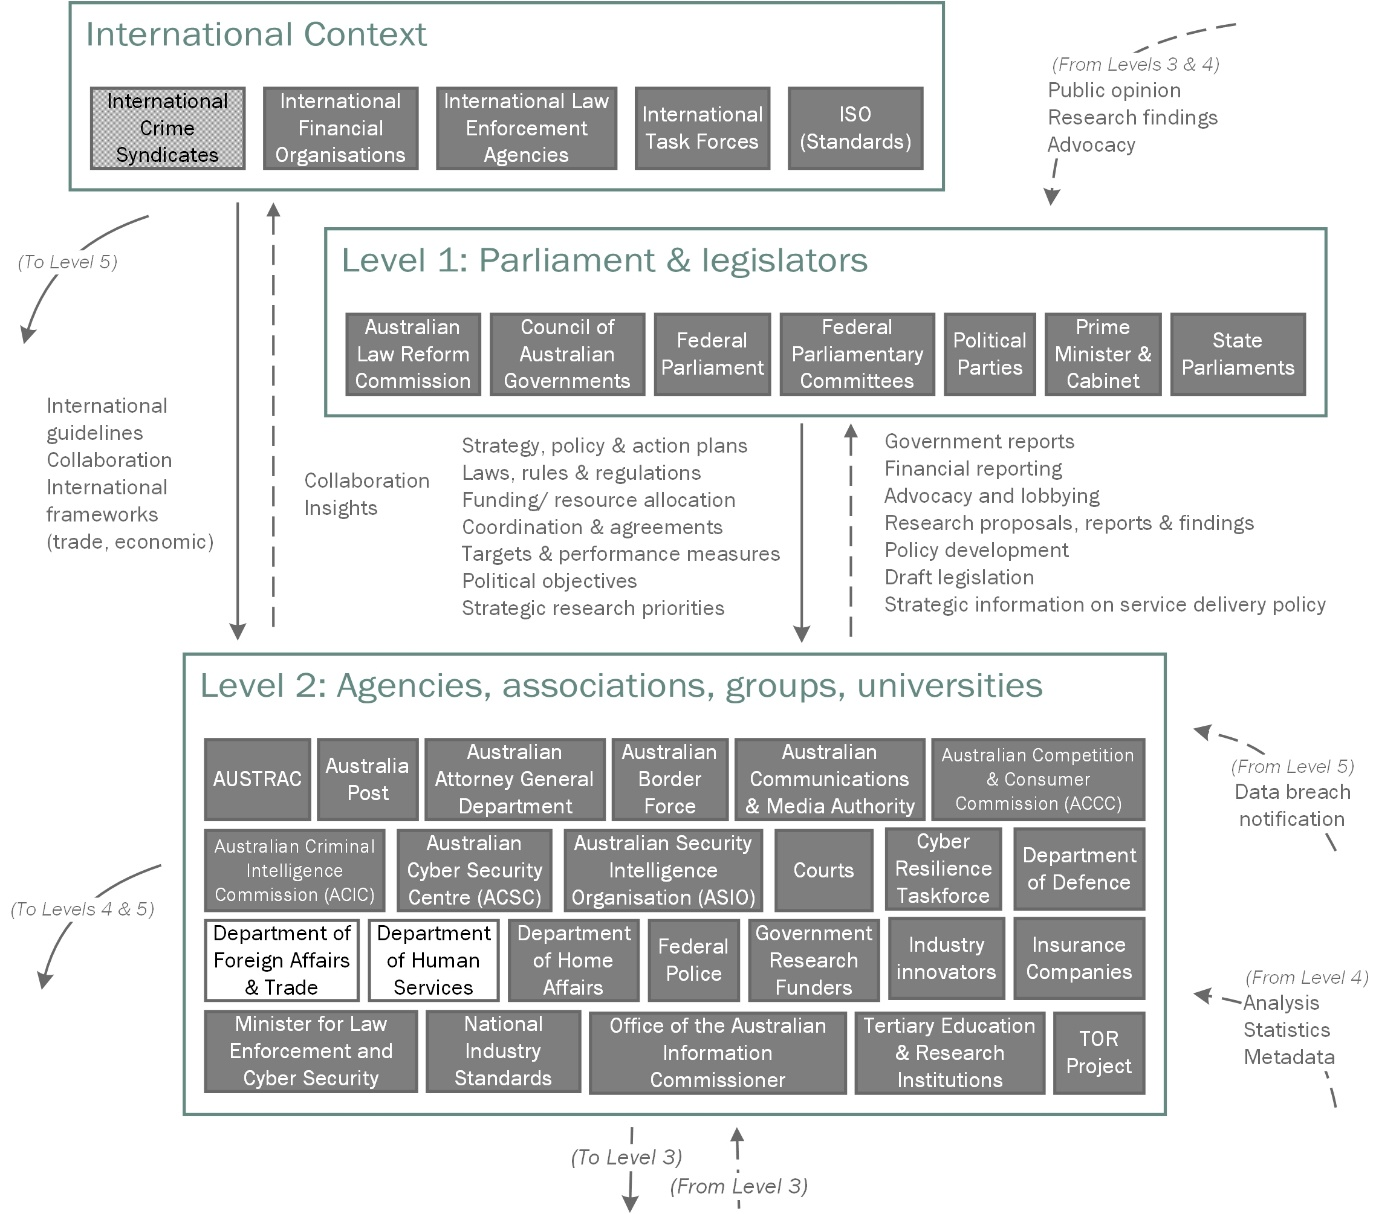 International Context
International
Crime
Syndicates
International
Financial
Organisations
International Law
Enforcement
Agencies
International
Task Forces
ISO
(Standards)
(From Levels 3 & 4)
Public opinion
Research findings
Advocacy
(To Level 5)
Level 1: Parliament & legislators
Australian
Law Reform
Commission
Council of
Australian
Governments
Federal
Parliament
Federal
Parliamentary
Committees
Political
Parties
Prime
Minister &
Cabinet
State
Parliaments
International
guidelines
Collaboration
International
frameworks
(trade, economic)
Collaboration
Insights
Strategy, policy & action plans
Laws, rules & regulations
Funding/ resource allocation
Coordination & agreements
Targets & performance measures
Political objectives
Strategic research priorities
Government reports
Financial reporting
Advocacy and lobbying
Research proposals, reports & findings
Policy development
Draft legislation
Strategic information on service delivery policy
Level 2: Agencies, associations, groups, universities
AUSTRAC
Australia
Post
Australian
Attorney General
Department
Australian
Border
Force
Australian
Communications
& Media Authority
Australian Competition
& Consumer
Commission (ACCC)
Australian Criminal
Intelligence
Commission (ACIC)
Australian
Cyber Security
Centre (ACSC)
Australian Security
Intelligence
Organisation (ASIO)
Courts
Cyber
Resilience
Taskforce
Department
of Defence
Department of
Foreign Affairs
& Trade
Department
of Human
Services
Department
of Home
Affairs
Federal
Police
Government
Research
Funders
Industry
innovators
Insurance
Companies
Minister for Law
Enforcement and
Cyber Security
National
Industry
Standards
Office of the Australian
Information
Commissioner
Tertiary Education
& Research
Institutions
TOR
Project
(From Level 5)
Data breach
notification
(To Levels 4 & 5)
(From Level 4)
Analysis
Statistics
Metadata
(To Level 3)
(From Level 3)